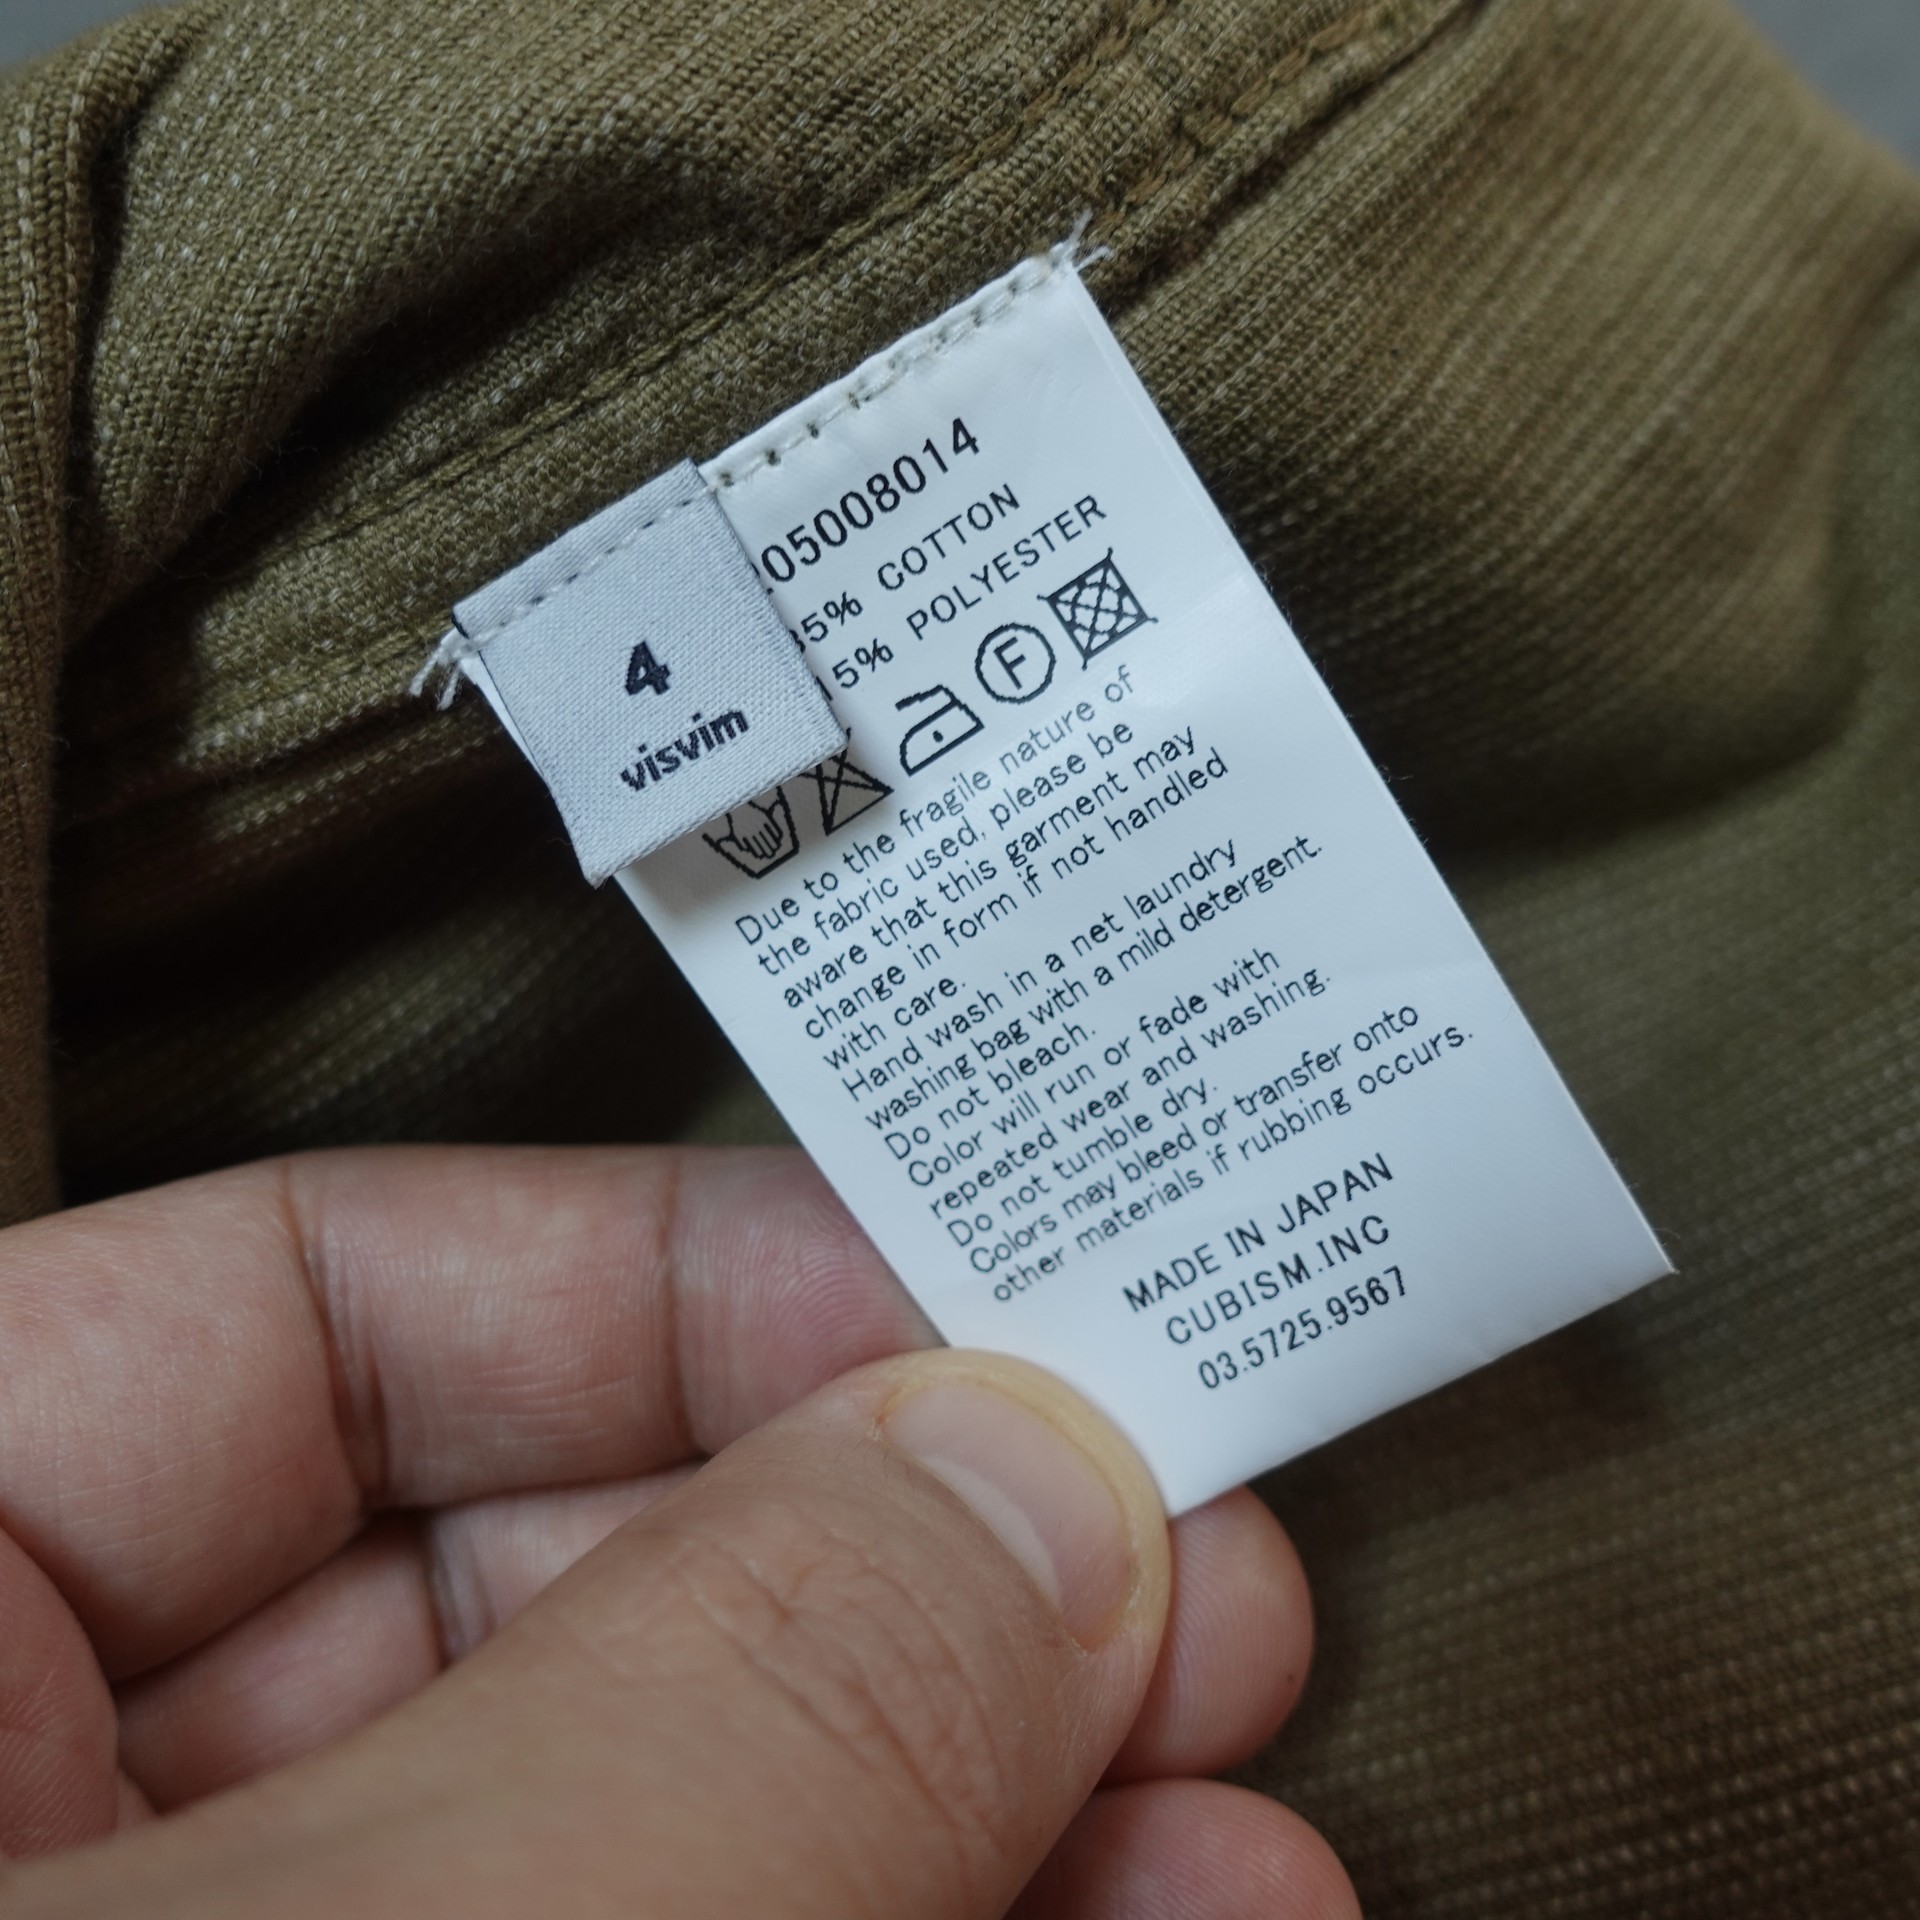 4
visvim
05008014
5% COTTON
5% POLYESTER
F
Due to the fragile nature of
the fabric used, please be
aware that this garment may
change in form if not handled
with care.
Hand wash in a net laundry
washing bag with a mild detergent.
Do not bleach.
Color will run or fade with
repeated wear and washing.
Do not tumble dry.
Colors may bleed or transfer onto
other materials if rubbing occurs.
MADE IN JAPAN
CUBISM.INC
03.5725.9567